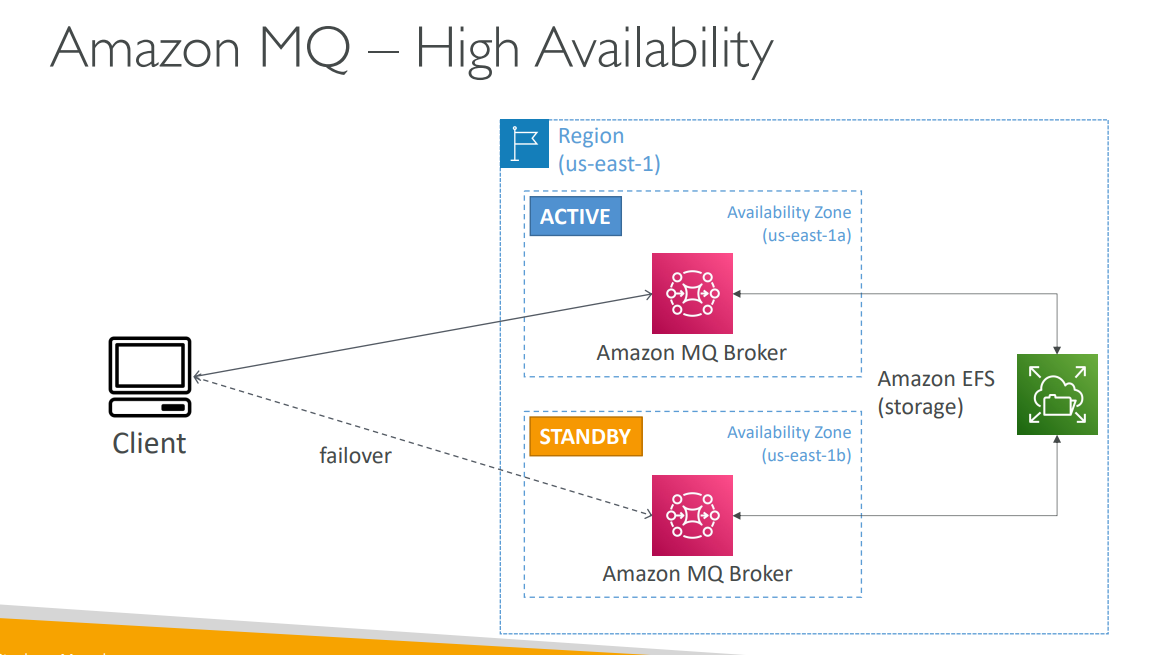 Amazon MQ – High Availability
Region
(us-east-1)
ACTIVE
Availability Zone
(us-east-1a)
Amazon MQ Broker
Client
failover
Amazon EFS
(storage)
STANDBY
Availability Zone
(us-east-1b)
Amazon MQ Broker